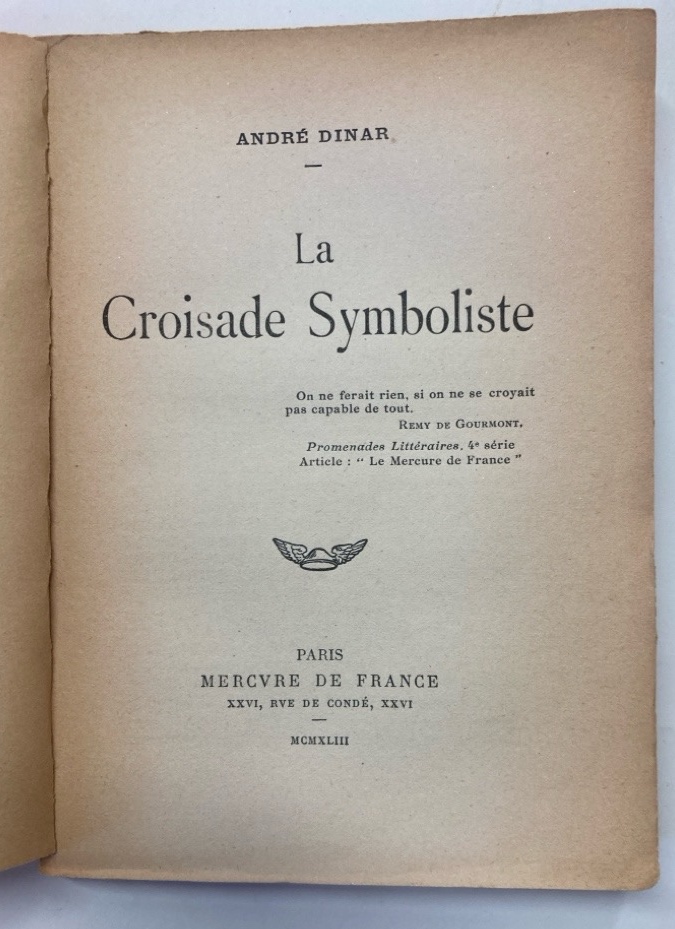 ANDRÉ DINAR
La
Croisade Symboliste
On ne ferait rien, si on ne se croyait
pas capable de tout.
REMY DE GOURMONT,
Promenades Littéraires. 4e série
Article : “ Le Mercure de France ”
PARIS
MERCVRE DE FRANCE
XXVI, RVE DE CONDÉ, XXVI
MCMXLIII